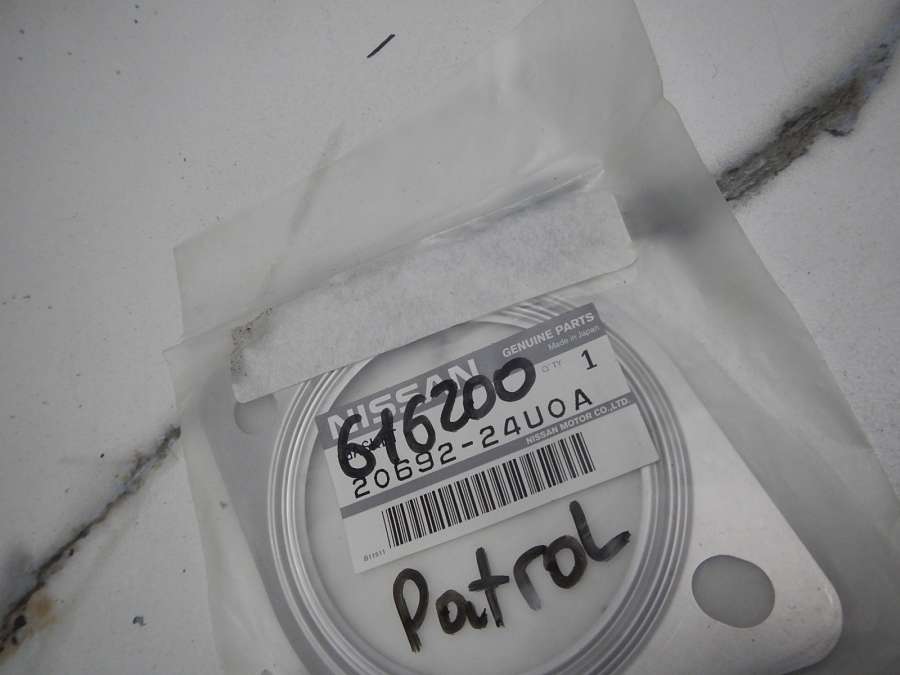 NISSAN
GENUINE PARTS
Made in Japan
Q'TY 1
616200
20692-24U0A
NISSAN MOTOR CO.,LTD.
Patrol